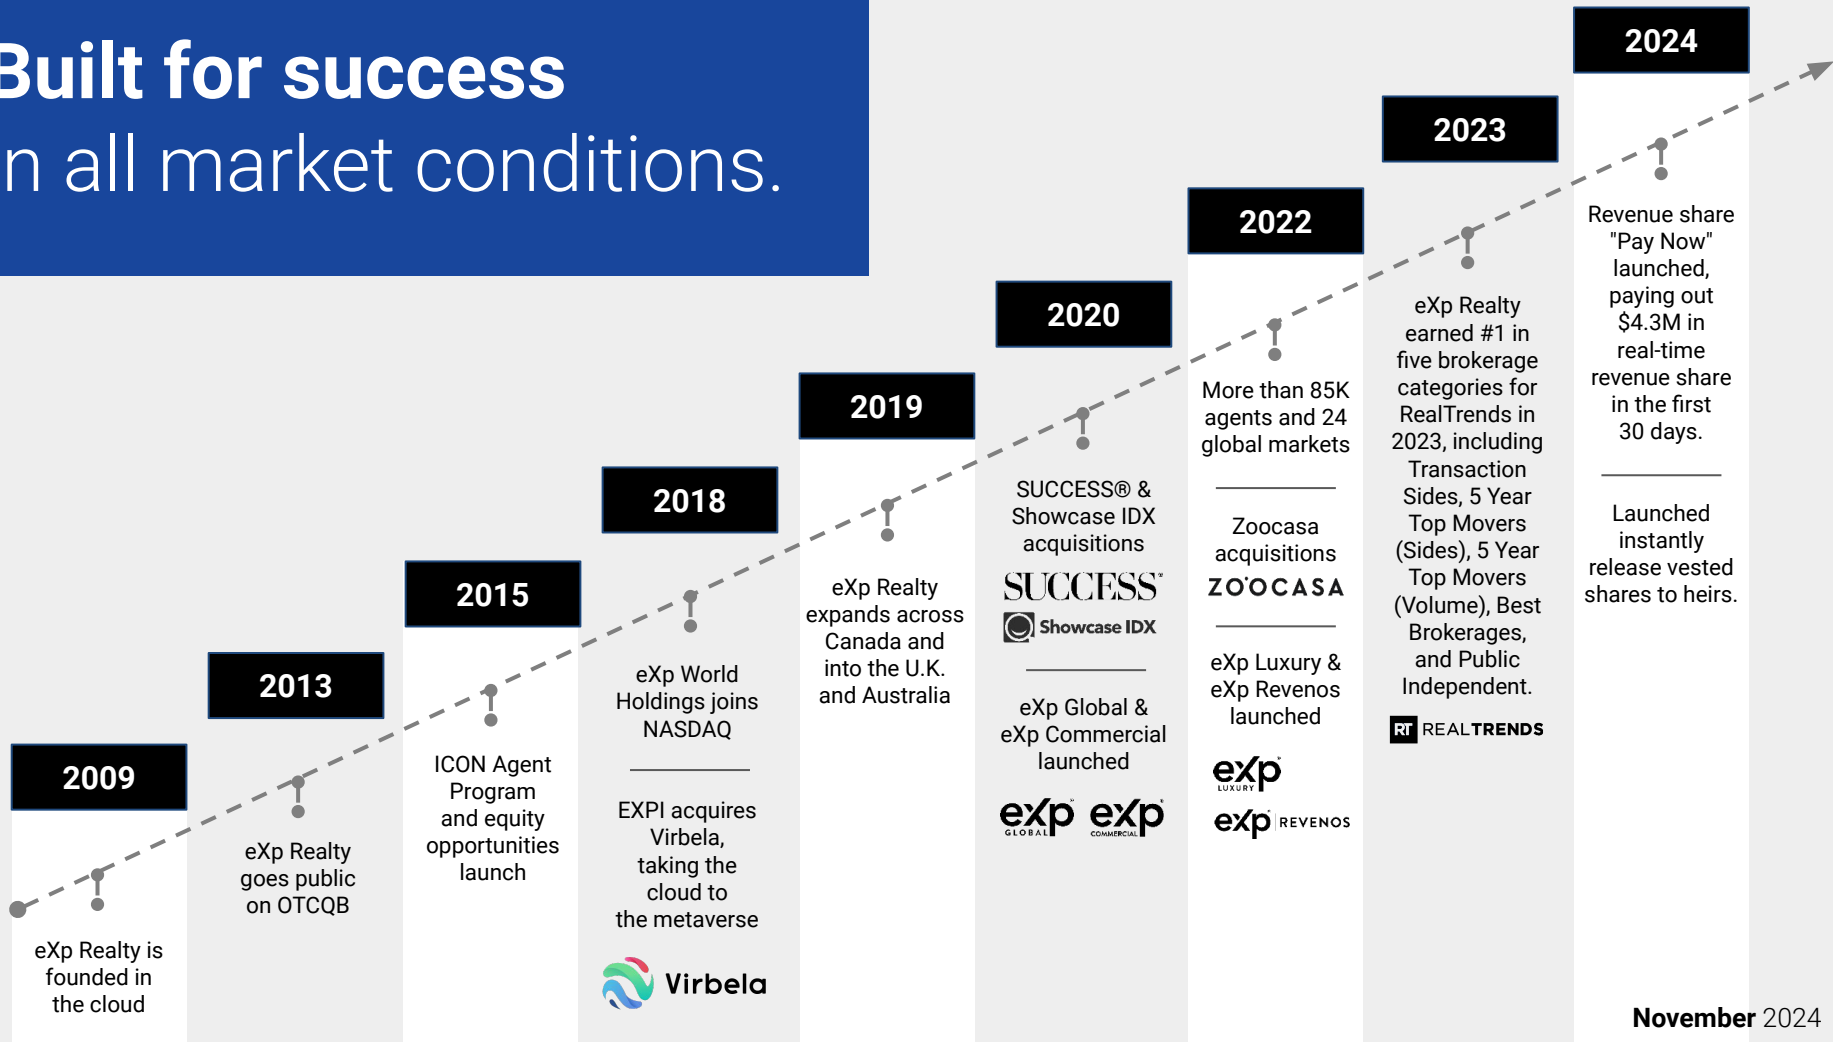 Built for success
in all market conditions.
2009
eXp Realty is
founded in
the cloud
2013
eXp Realty
goes public
on OTCQB
2015
ICON Agent
Program
and equity
opportunities
launch
2018
eXp World
Holdings joins
NASDAQ
EXPI acquires
Virbela,
taking the
cloud to
the metaverse
Virbela
2019
eXp Realty
expands across
Canada and
into the U.K.
and Australia
2020
SUCCESS® &
Showcase IDX
acquisitions
SUCCESS™
Showcase IDX
eXp Global &
eXp Commercial
launched
eXp GLOBAL
eXp COMMERCIAL
2022
More than 85K
agents and 24
global markets
Zoocasa
acquisitions
ZOOCASA
eXp Luxury &
eXp Revenos
launched
eXp LUXURY
eXp REVENOS
2023
eXp Realty
earned #1 in
five brokerage
categories for
RealTrends in
2023, including
Transaction
Sides, 5 Year
Top Movers
(Sides), 5 Year
Top Movers
(Volume), Best
Brokerages,
and Public
Independent.
RT REALTRENDS
2024
Revenue share
"Pay Now"
launched,
paying out
$4.3M in
real-time
revenue share
in the first
30 days.
Launched
instantly
release vested
shares to heirs.
November 2024